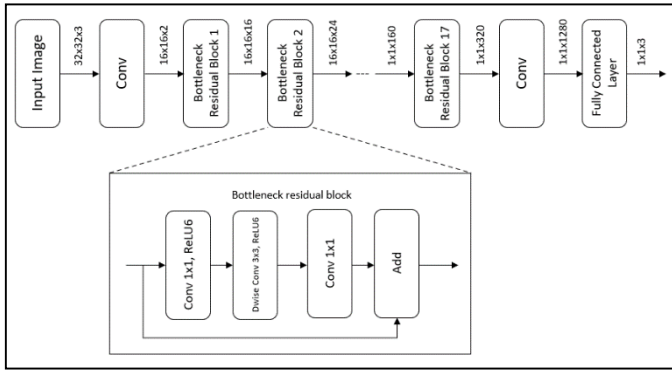 Input Image
32x32x3
Conv
16x16x2
Bottleneck
Residual Block 1
16x16x16
Bottleneck
Residual Block 2
16x16x24
---
1x1x160
Bottleneck
Residual Block 17
1x1x320
Conv
1x1x1280
Fully Connected
Layer
1x1x3
Bottleneck residual block
Conv 1x1, ReLU6
Dwise Conv 3x3, ReLU6
Conv 1x1
Add